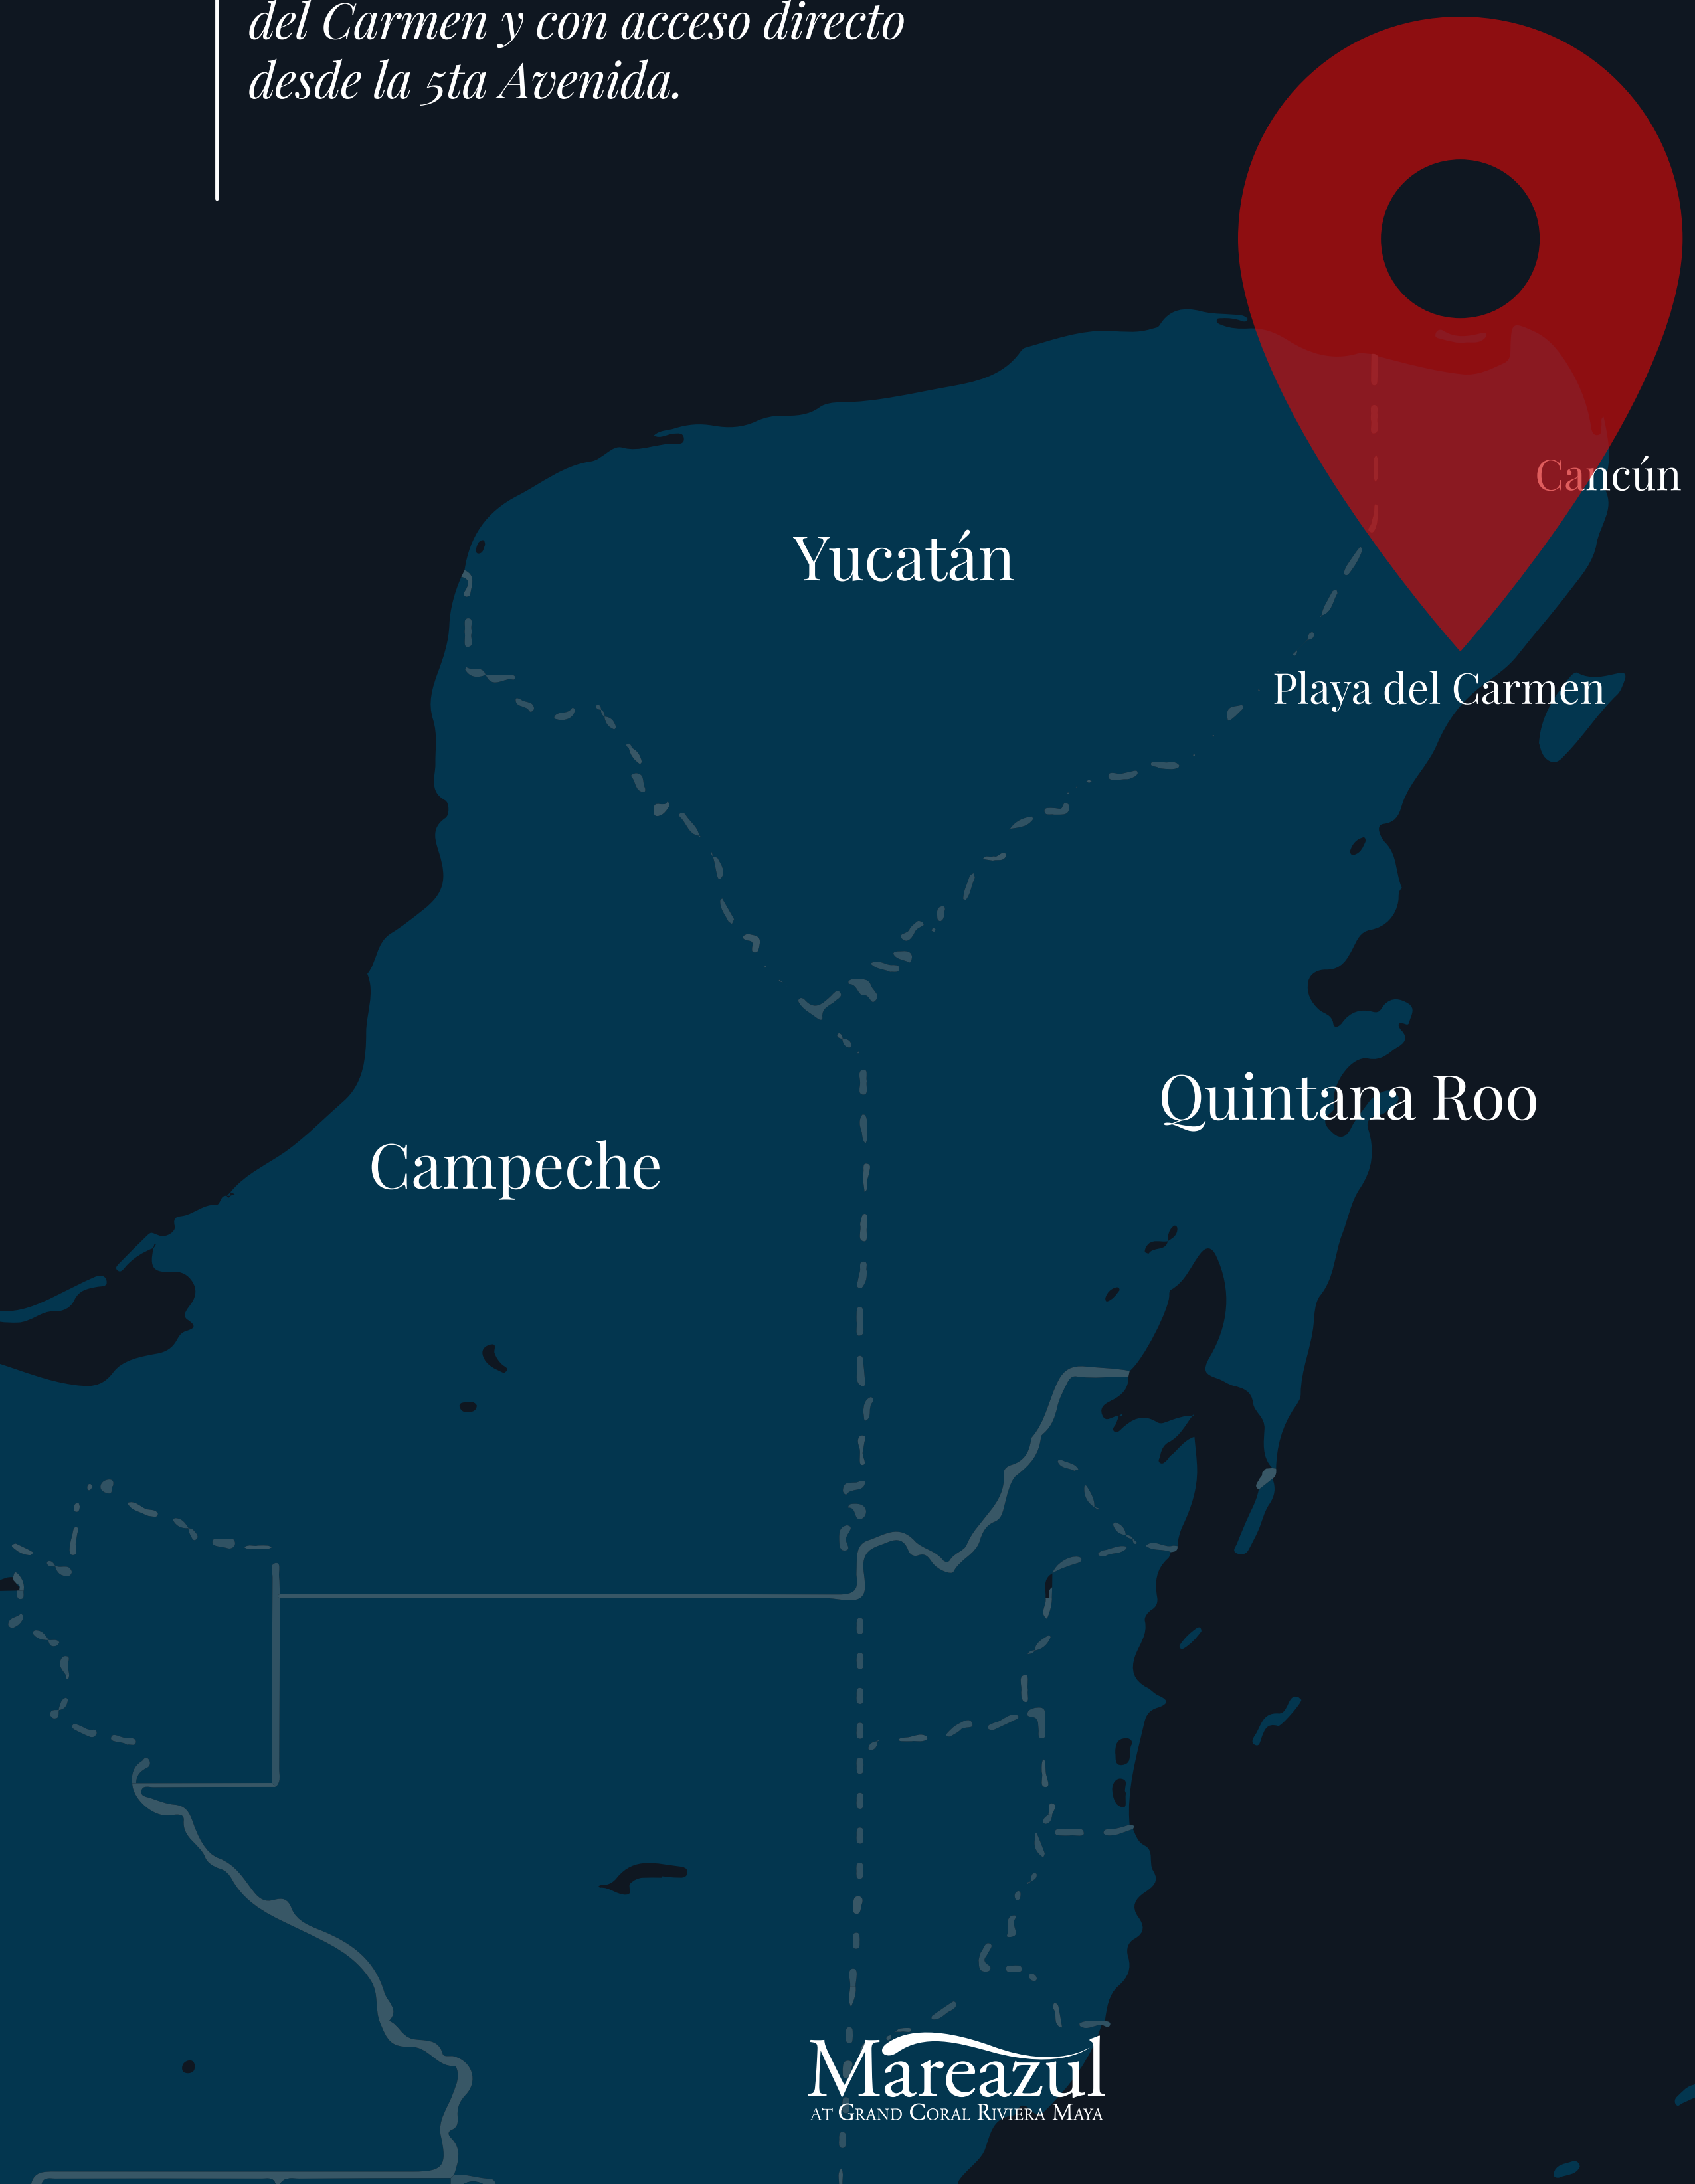 del Carmen y con acceso directo
desde la 5ta Avenida.
Cancún
Yucatán
Playa del Carmen
Quintana Roo
Campeche
Mareazul
AT GRAND CORAL RIVIERA MAYA